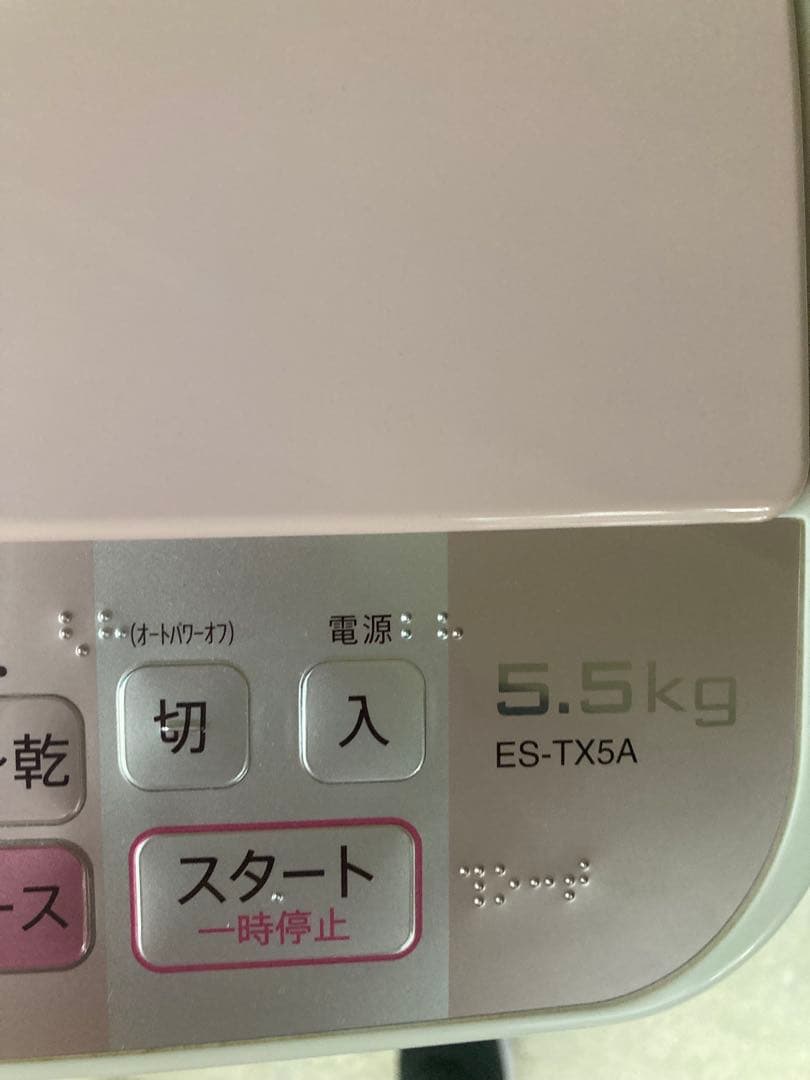 (オートパワーオフ)
電源
切
入
5.5kg
ES-TX5A
乾
スタート
一時停止
ース